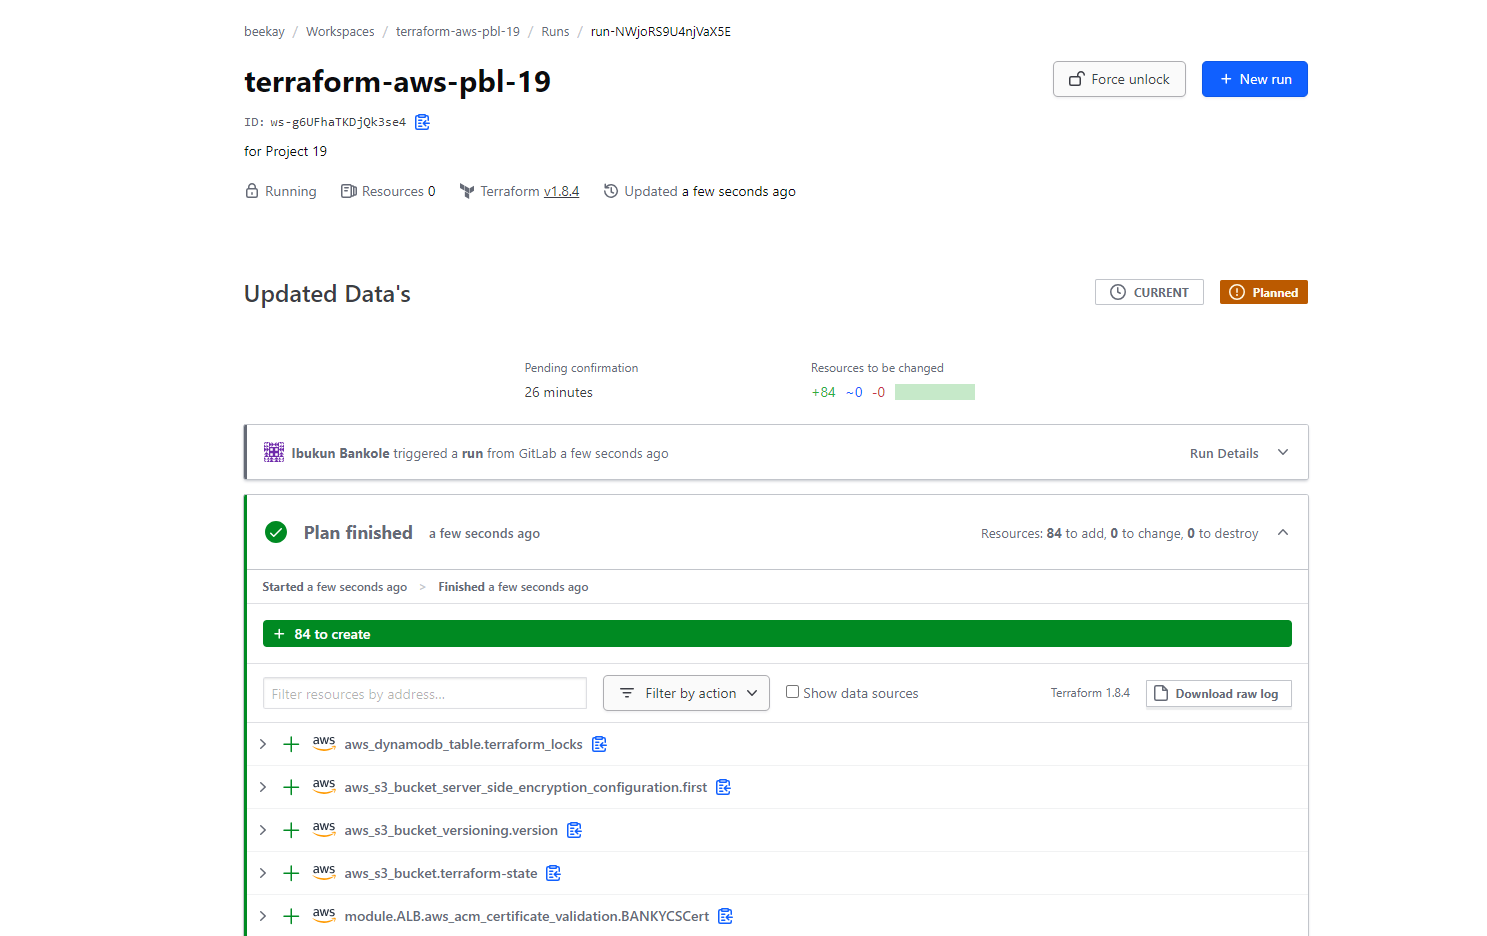 beekay / Workspaces / terraform-aws-pbl-19 / Runs / run-NWjoRS9U4njVaX5E
terraform-aws-pbl-19
Force unlock
+ New run
ID: ws-g6UFhaTKDjQk3se4
for Project 19
Running Resources 0 Terraform v1.8.4 Updated a few seconds ago
Updated Data's
CURRENT
Planned
Pending confirmation
26 minutes
Resources to be changed
+84 ~0 -0
Ibukun Bankole triggered a run from GitLab a few seconds ago
Run Details
Plan finished a few seconds ago
Resources: 84 to add, 0 to change, 0 to destroy
Started a few seconds ago > Finished a few seconds ago
+ 84 to create
Filter resources by address...
Filter by action
Show data sources
Terraform 1.8.4
Download raw log
aws aws_dynamodb_table.terraform_locks
aws aws_s3_bucket_server_side_encryption_configuration.first
aws aws_s3_bucket_versioning.version
aws aws_s3_bucket.terraform-state
aws module.ALB.aws_acm_certificate_validation.BANKYCSCert